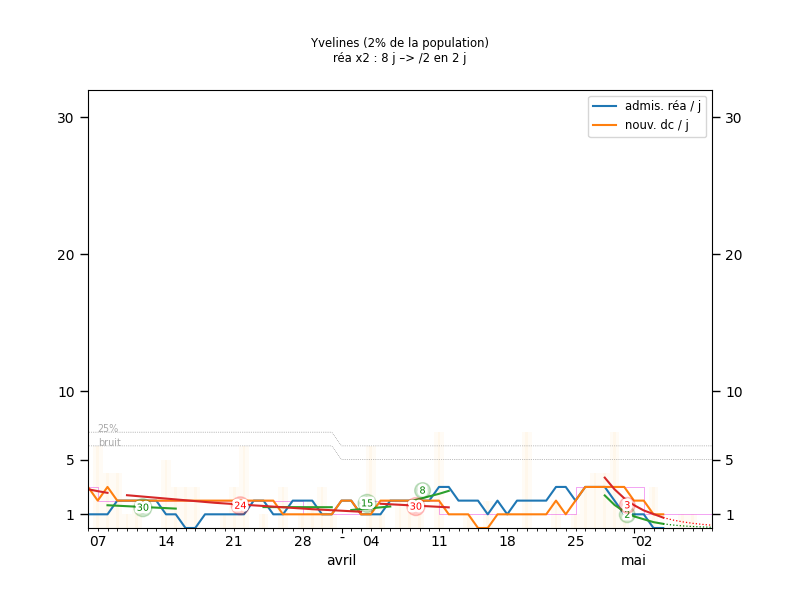 Yvelines (2% de la population)
réa x2 : 8 j –> /2 en 2 j
admis. réa / j
nouv. dc / j
30 30
20 20
10 10
25%
bruit
5 5
1 1
30 24 15 8 30 3 2
07 14 21 28 - 04 11 18 25 - 02
avril mai